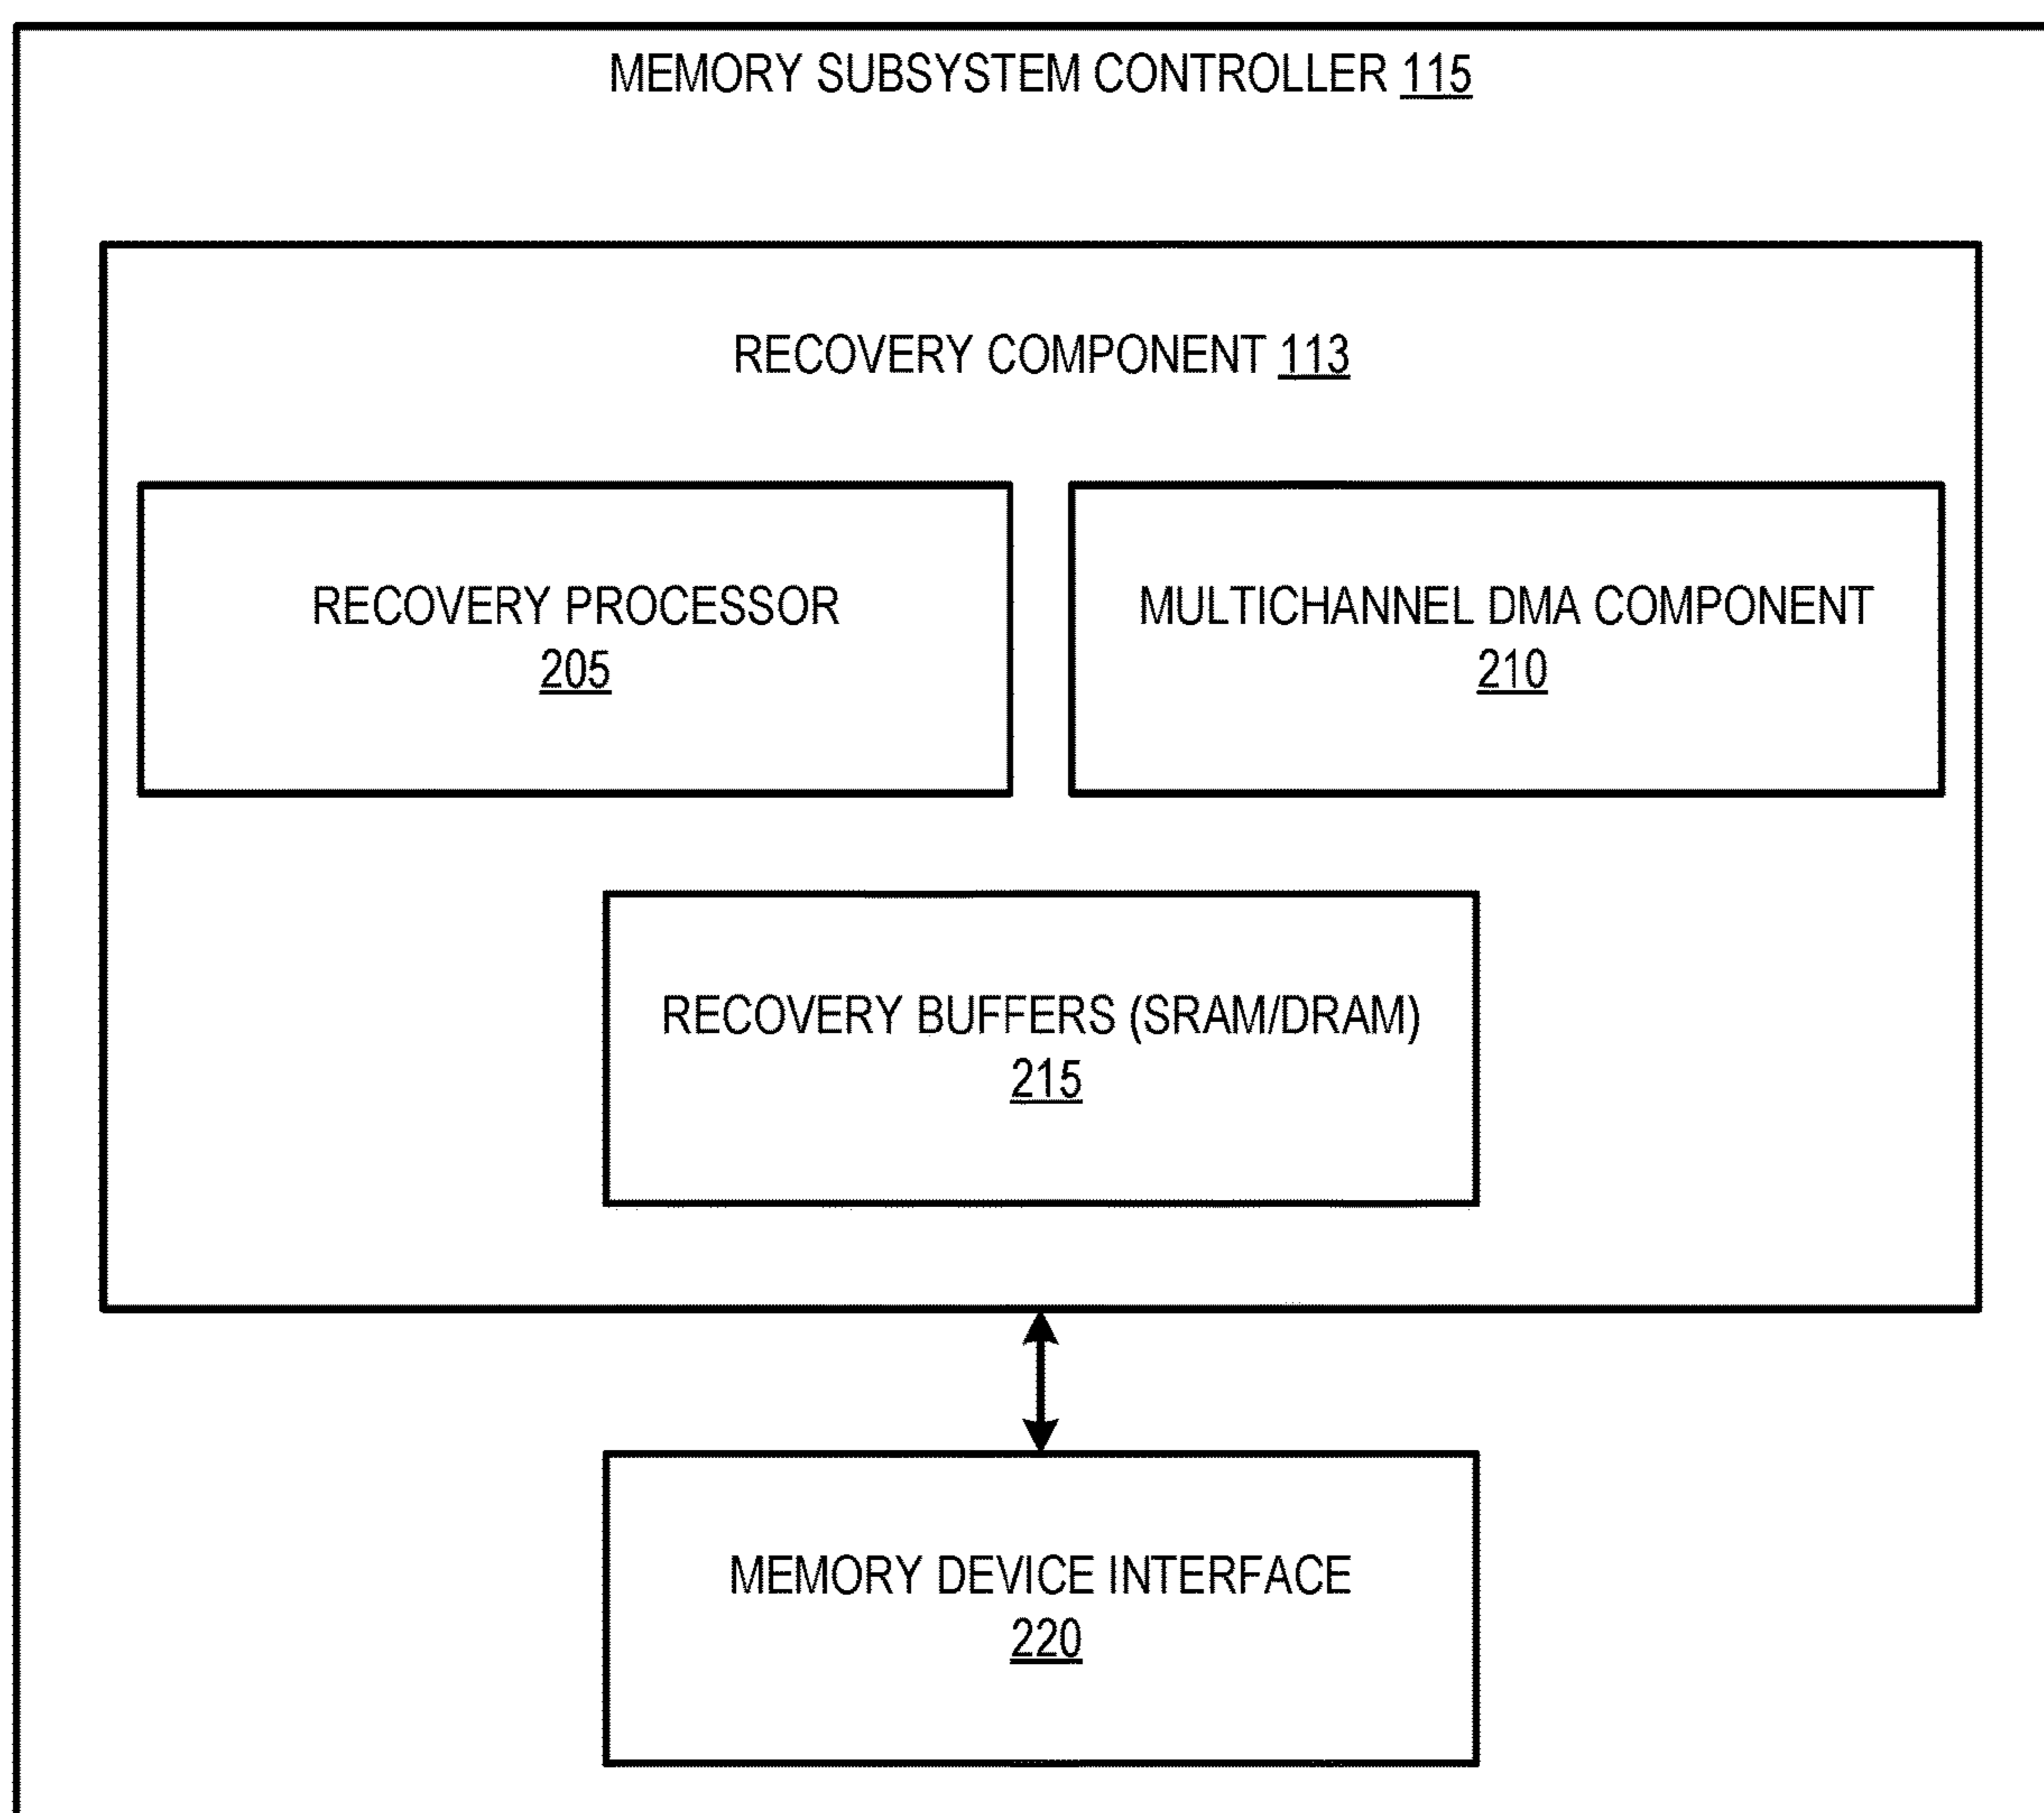 MEMORY SUBSYSTEM CONTROLLER 115
RECOVERY COMPONENT 113
RECOVERY PROCESSOR
205
MULTICHANNEL DMA COMPONENT
210
RECOVERY BUFFERS (SRAM/DRAM)
215
MEMORY DEVICE INTERFACE
220